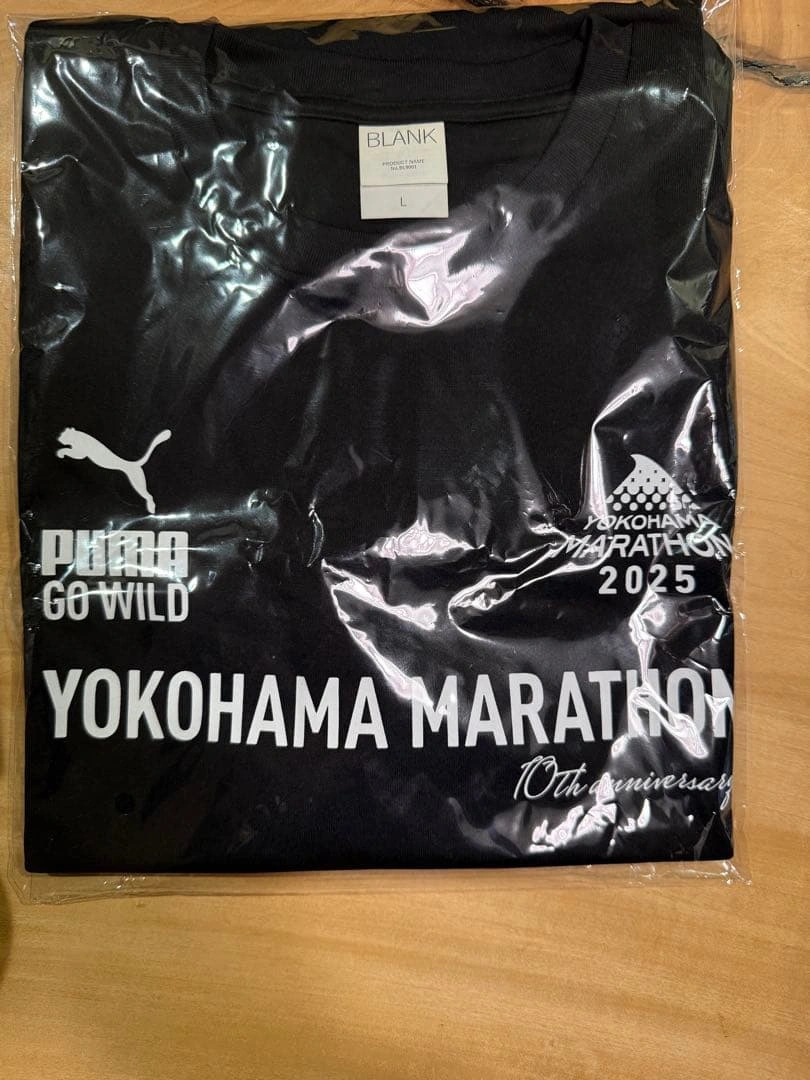 BLANK
PRODUCT NAME
L
PUMA
GO WILD
YOKOHAMA
MARATHON
2025
YOKOHAMA MARATHON
10th anniversary